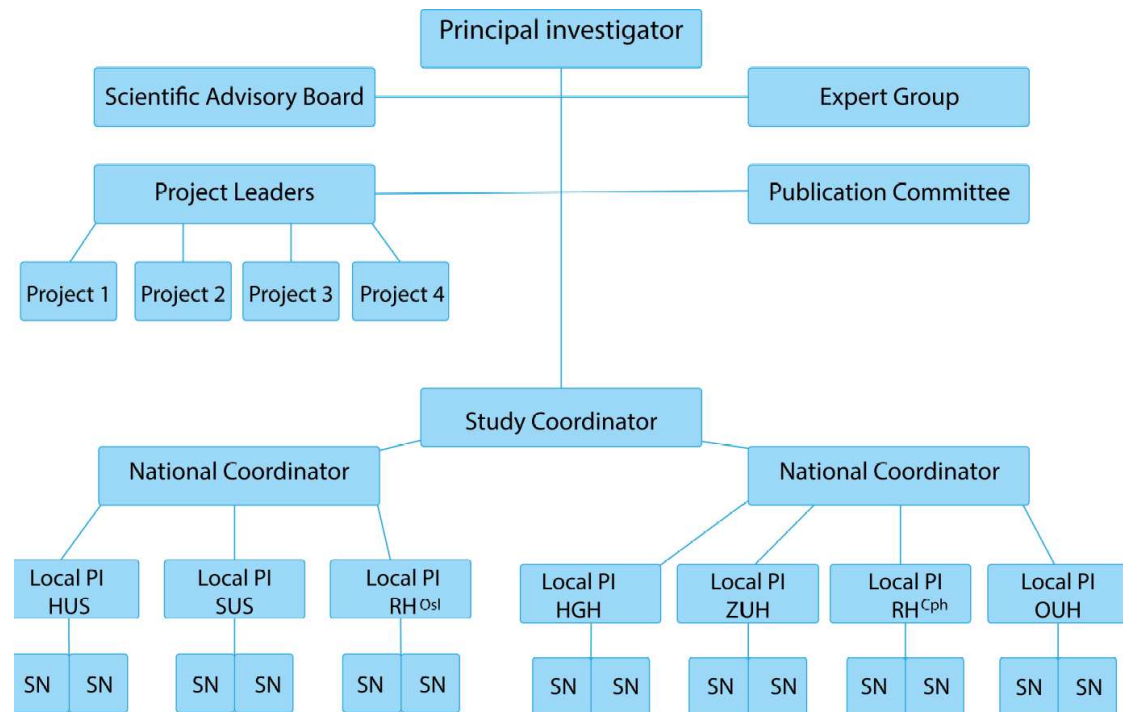 Principal investigator
Scientific Advisory Board
Expert Group
Project Leaders
Publication Committee
Project 1
Project 2
Project 3
Project 4
Study Coordinator
National Coordinator
National Coordinator
Local PI
HUS
Local PI
SUS
Local PI
RH Osl
Local PI
HGH
Local PI
ZUH
Local PI
RH Cph
Local PI
OUH
SN
SN
SN
SN
SN
SN
SN
SN
SN
SN
SN
SN
SN
SN